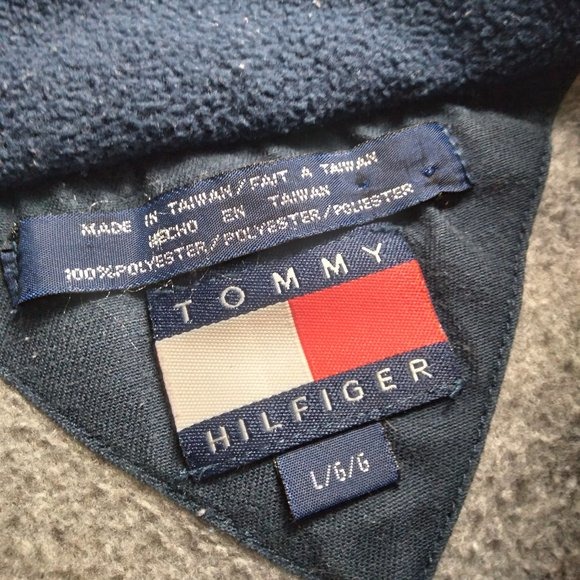 MADE IN TAIWAN/FAIT A TAIWAN
HECHO EN TAIWAN
100%POLYESTER/POLYESTER/POLIESTER
TOMMY
HILFIGER
L/G/G